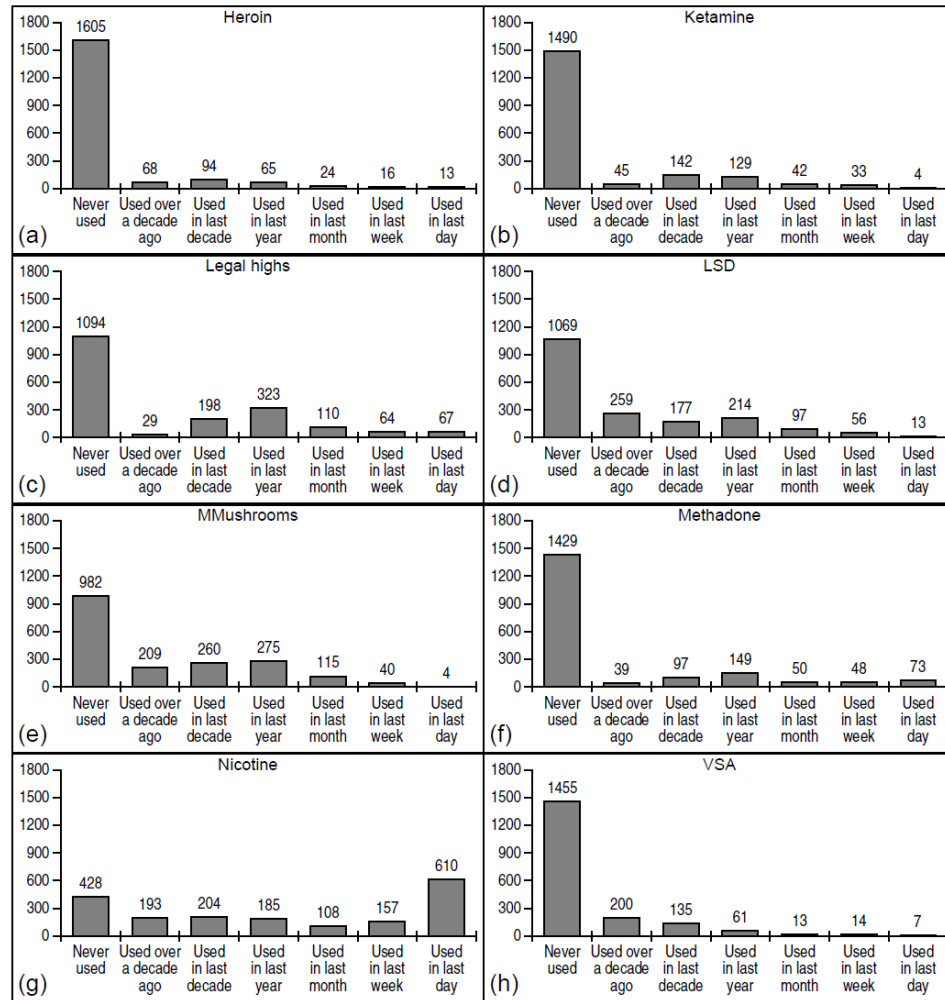 Heroin
1800
1500
1200
900
600
300
0
1605
68
94
65
24
16
13
Never used
Used over a decade ago
Used in last decade
Used in last year
Used in last month
Used in last week
Used in last day
(a)
Ketamine
1800
1500
1200
900
600
300
0
1490
45
142
129
42
33
4
Never used
Used over a decade ago
Used in last decade
Used in last year
Used in last month
Used in last week
Used in last day
(b)
Legal highs
1800
1500
1200
900
600
300
0
1094
29
198
323
110
64
67
Never used
Used over a decade ago
Used in last decade
Used in last year
Used in last month
Used in last week
Used in last day
(c)
LSD
1800
1500
1200
900
600
300
0
1069
259
177
214
97
56
13
Never used
Used over a decade ago
Used in last decade
Used in last year
Used in last month
Used in last week
Used in last day
(d)
MMushrooms
1800
1500
1200
900
600
300
0
982
209
260
275
115
40
4
Never used
Used over a decade ago
Used in last decade
Used in last year
Used in last month
Used in last week
Used in last day
(e)
Methadone
1800
1500
1200
900
600
300
0
1429
39
97
149
50
48
73
Never used
Used over a decade ago
Used in last decade
Used in last year
Used in last month
Used in last week
Used in last day
(f)
Nicotine
1800
1500
1200
900
600
300
0
428
193
204
185
108
157
610
Never used
Used over a decade ago
Used in last decade
Used in last year
Used in last month
Used in last week
Used in last day
(g)
VSA
1800
1500
1200
900
600
300
0
1455
200
135
61
13
14
7
Never used
Used over a decade ago
Used in last decade
Used in last year
Used in last month
Used in last week
Used in last day
(h)